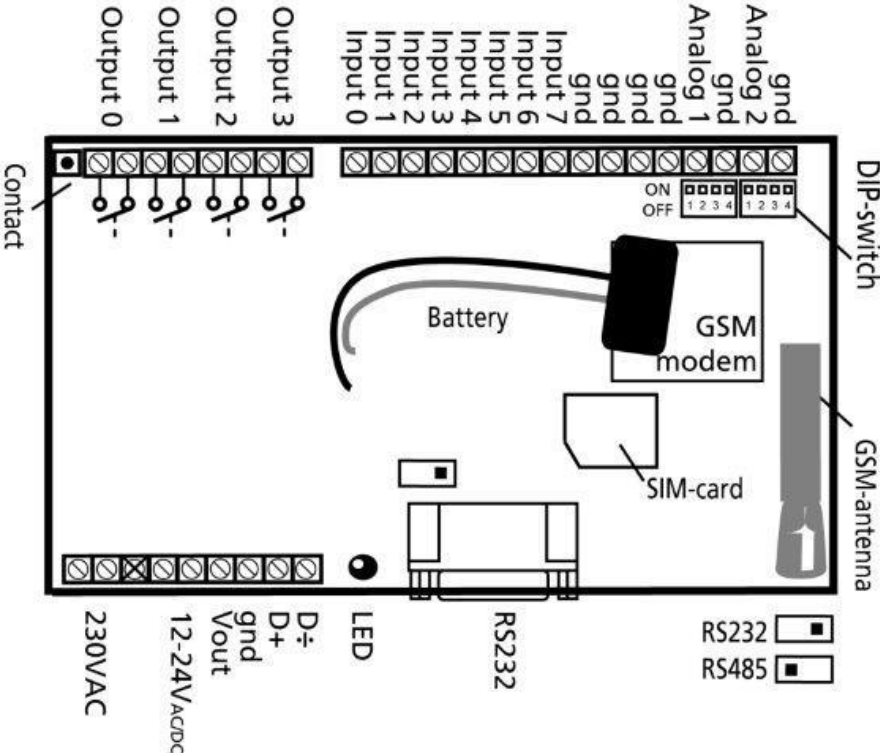 Output 0
Output 1
Output 2
Output 3
Input 0
Input 1
Input 2
Input 3
Input 4
Input 5
Input 6
Input 7
gnd
gnd
gnd
gnd
Analog 1
gnd
Analog 2
gnd
Contact
ON
OFF
1 2 3 4
1 2 3 4
DIP-switch
Battery
GSM
modem
SIM-card
GSM-antenna
230VAC
12-24VAC/DC
Vout
gnd
D+
D÷
LED
RS232
RS232
RS485